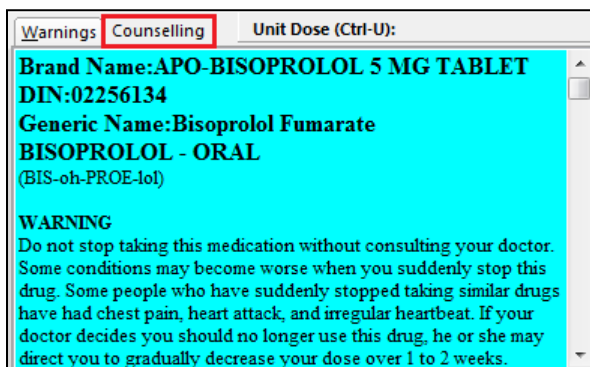 Warnings Counselling Unit Dose (Ctrl-U):
Brand Name:APO-BISOPROLOL 5 MG TABLET
DIN:02256134
Generic Name:Bisoprolol Fumarate
BISOPROLOL - ORAL
(BIS-oh-PROE-lol)
WARNING
Do not stop taking this medication without consulting your doctor.
Some conditions may become worse when you suddenly stop this
drug. Some people who have suddenly stopped taking similar drugs
have had chest pain, heart attack, and irregular heartbeat. If your
doctor decides you should no longer use this drug, he or she may
direct you to gradually decrease your dose over 1 to 2 weeks.